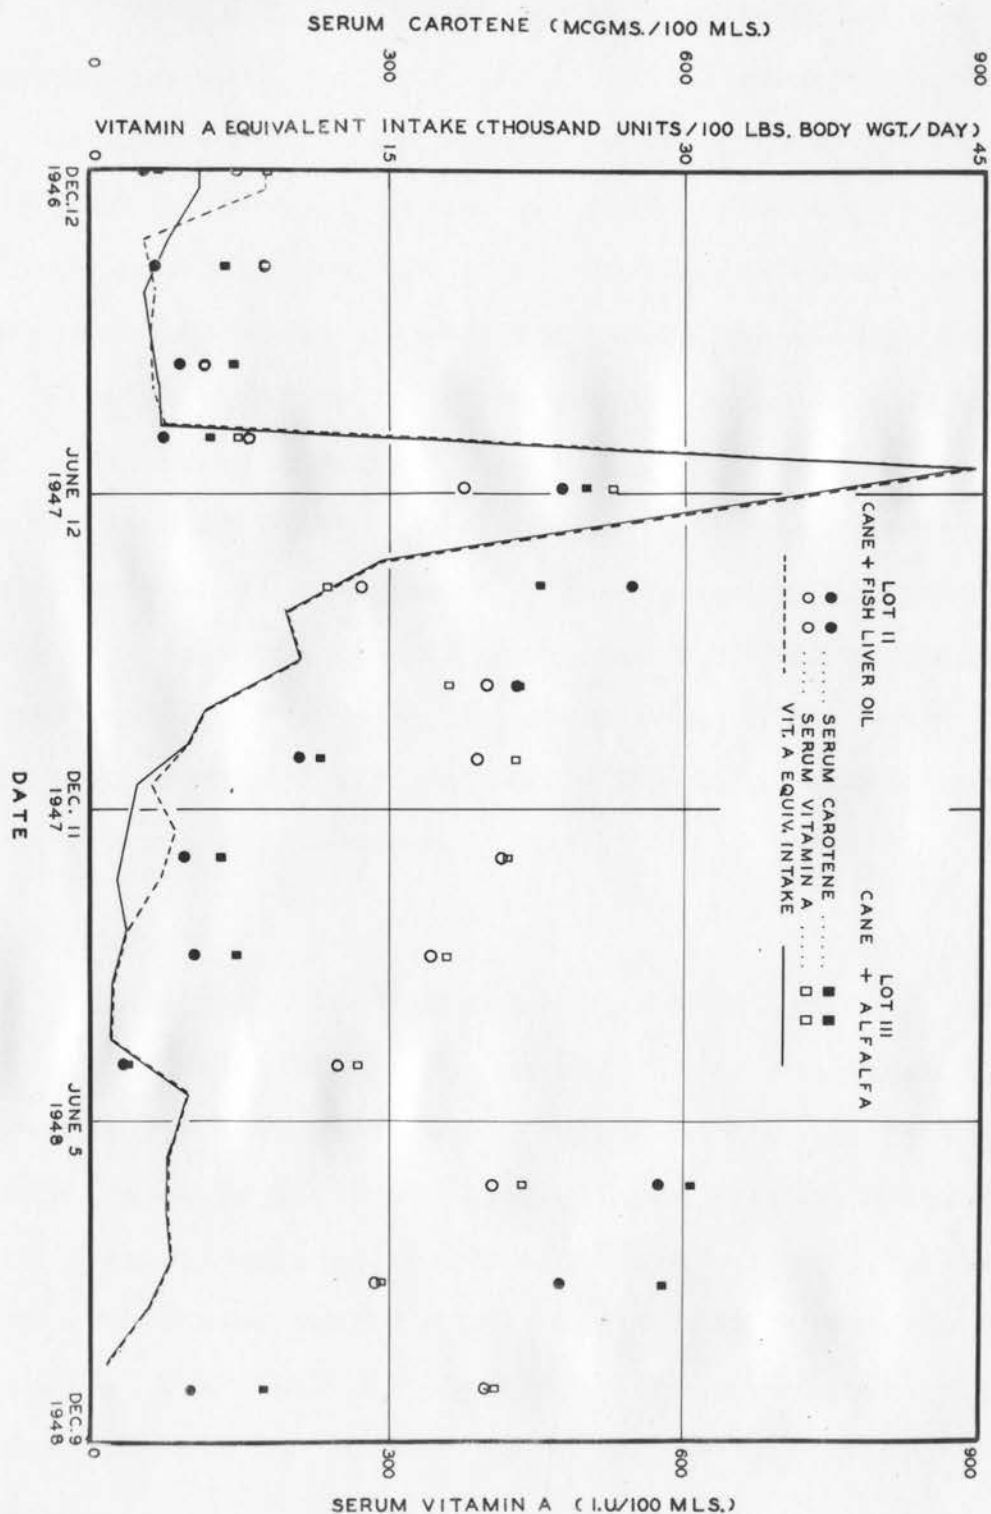 SERUM CAROTENE (MCGMS./100 MLS.)
0 300 600 900
VITAMIN A EQUIVALENT INTAKE (THOUSAND UNITS/100 LBS. BODY WGT./DAY)
0 15 30 45
DEC. 12
1946
JUNE 12
1947
DEC. 11
1947
JUNE 5
1948
DEC. 9
1948
DATE
LOT II
CANE + FISH LIVER OIL
LOT III
CANE + ALFALFA
SERUM CAROTENE
SERUM VITAMIN A
VIT. A EQUIV. INTAKE
0 300 600 900
SERUM VITAMIN A (I.U/100 MLS.)